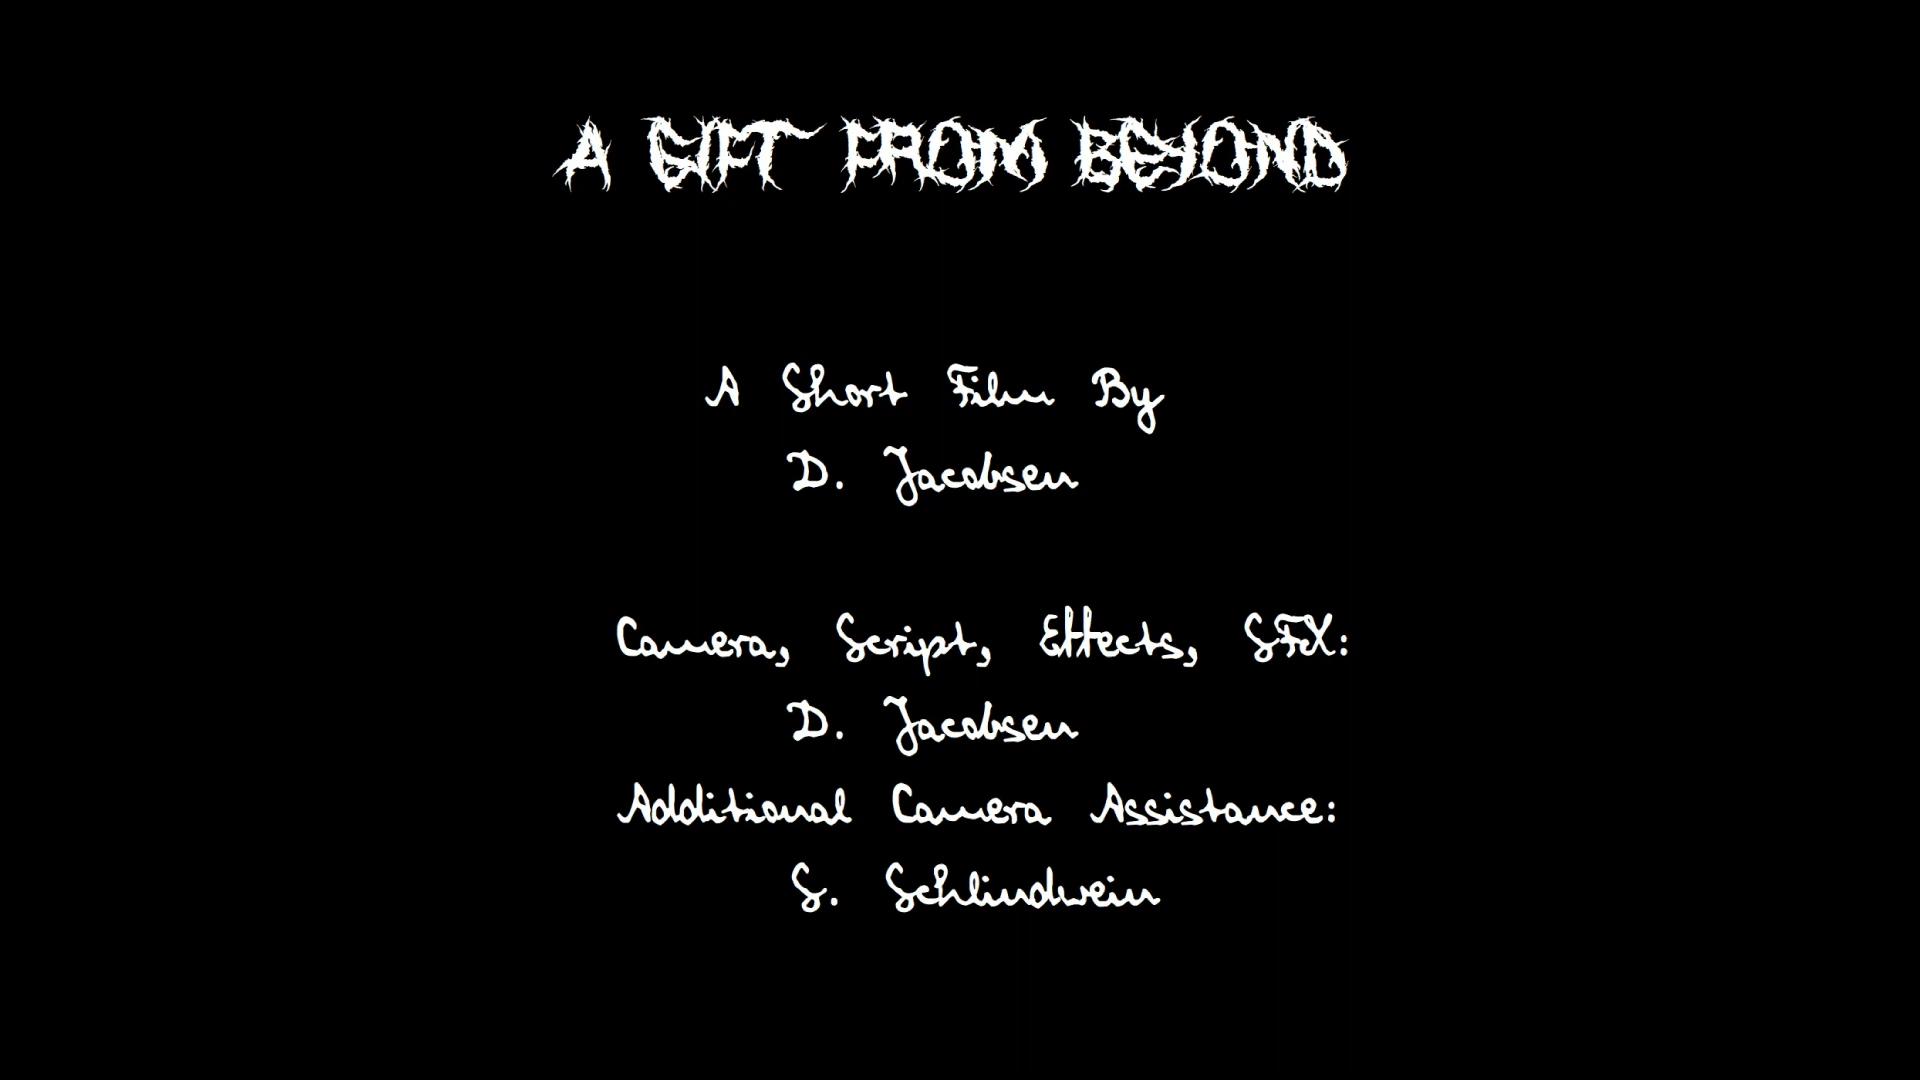 A GIFT FROM BEYOND
A Short Film By
D. Jacobsen
Camera, Script, Effects, SFX:
D. Jacobsen
Additional Camera Assistance:
S. Schlindwein